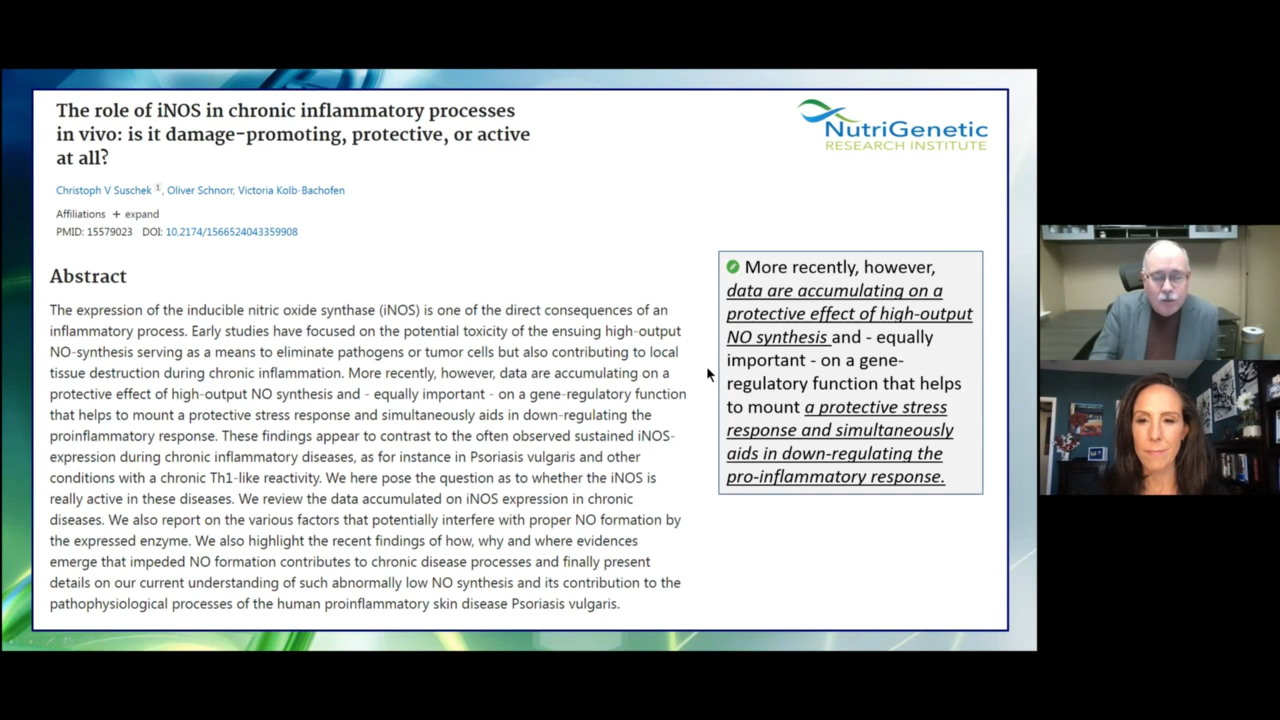 The role of iNOS in chronic inflammatory processes
in vivo: is it damage-promoting, protective, or active
at all?
Christoph V Suschek 1, Oliver Schnorr, Victoria Kolb-Bachofen
Affiliations + expand
PMID: 15579023 DOI: 10.2174/1566524043359908
Abstract
The expression of the inducible nitric oxide synthase (iNOS) is one of the direct consequences of an
inflammatory process. Early studies have focused on the potential toxicity of the ensuing high-output
NO-synthesis serving as a means to eliminate pathogens or tumor cells but also contributing to local
tissue destruction during chronic inflammation. More recently, however, data are accumulating on a
protective effect of high-output NO synthesis and - equally important - on a gene-regulatory function
that helps to mount a protective stress response and simultaneously aids in down-regulating the
proinflammatory response. These findings appear to contrast to the often observed sustained iNOS-
expression during chronic inflammatory diseases, as for instance in Psoriasis vulgaris and other
conditions with a chronic Th1-like reactivity. We here pose the question as to whether the iNOS is
really active in these diseases. We review the data accumulated on iNOS expression in chronic
diseases. We also report on the various factors that potentially interfere with proper NO formation by
the expressed enzyme. We also highlight the recent findings of how, why and where evidences
emerge that impeded NO formation contributes to chronic disease processes and finally present
details on our current understanding of such abnormally low NO synthesis and its contribution to the
pathophysiological processes of the human proinflammatory skin disease Psoriasis vulgaris.
NutriGenetic
RESEARCH INSTITUTE
More recently, however,
data are accumulating on a
protective effect of high-output
NO synthesis and - equally
important - on a gene-
regulatory function that helps
to mount a protective stress
response and simultaneously
aids in down-regulating the
pro-inflammatory response.